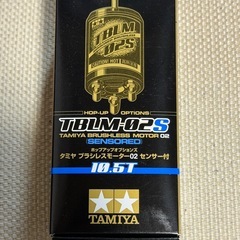 TBLM
02S
HOP-UP OPTIONS
TBLM-02S
TAMIYA BRUSHLESS MOTOR 02
(SENSORED)
ホップアップオプションズ
タミヤ ブラシレスモーター02 センサー付
10.5T
TAMIYA